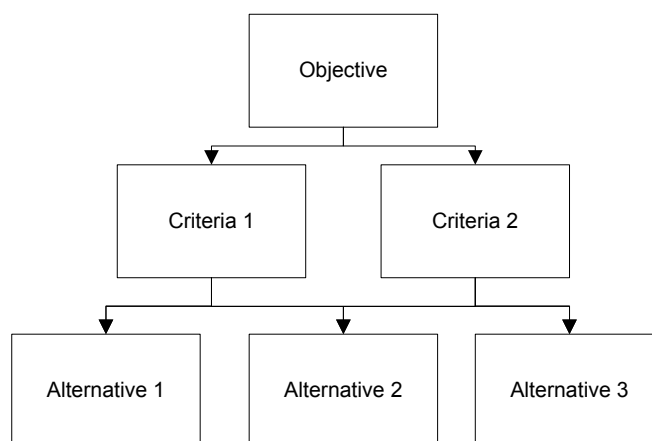 Objective
Criteria 1
Criteria 2
Alternative 1
Alternative 2
Alternative 3